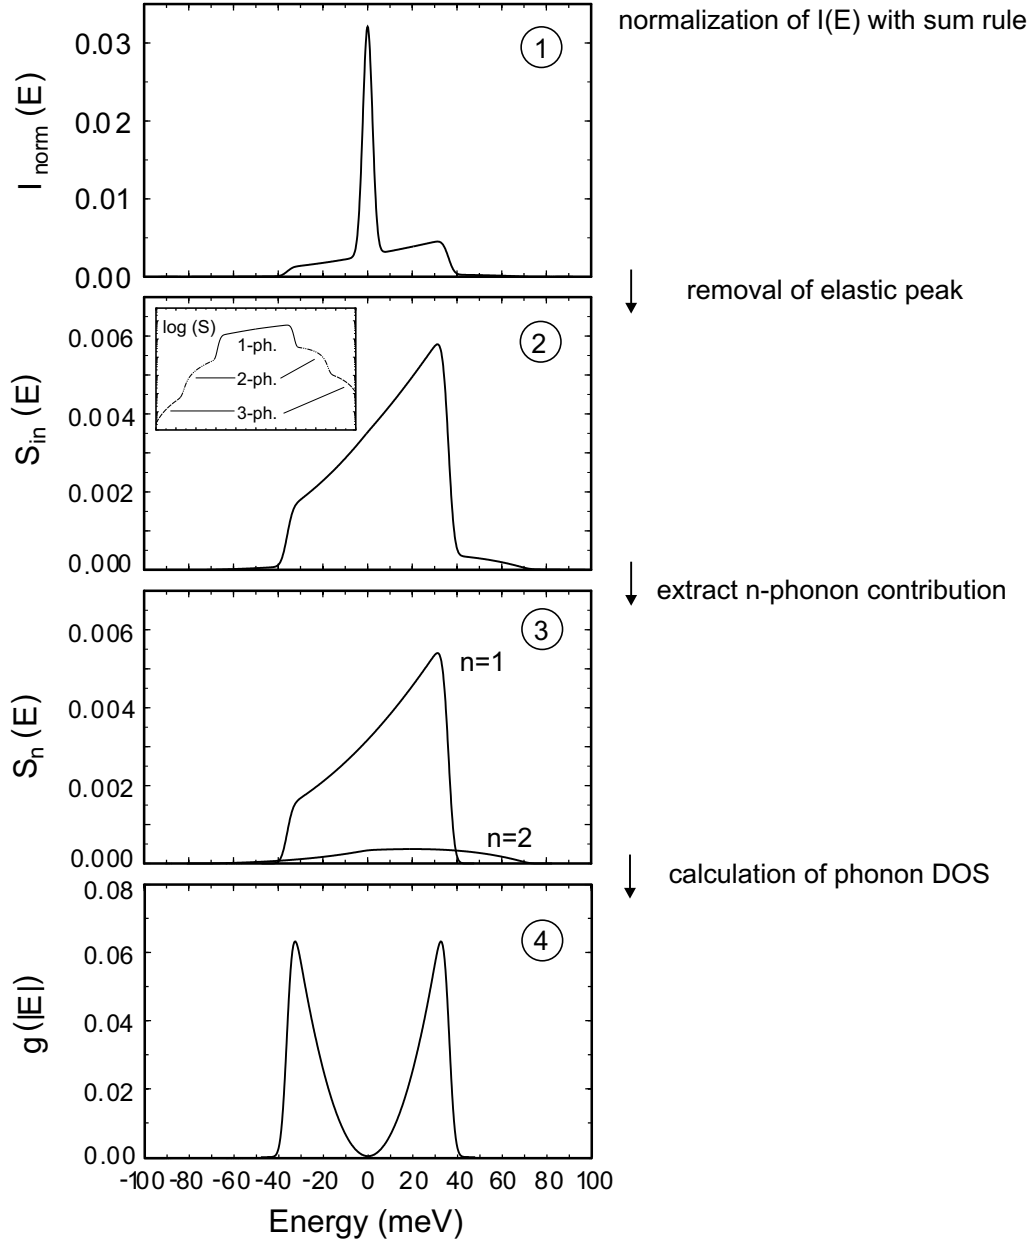 normalization of I(E) with sum rule
0.03
0.02
0.01
0.00
I norm (E)
1
removal of elastic peak
0.006
0.004
0.002
0.000
S in (E)
log (S)
1-ph.
2-ph.
3-ph.
2
extract n-phonon contribution
0.006
0.004
0.002
0.000
S n (E)
3
n=1
n=2
calculation of phonon DOS
0.08
0.06
0.04
0.02
0.00
g (|E|)
4
-100 -80 -60 -40 -20 0 20 40 60 80 100
Energy (meV)